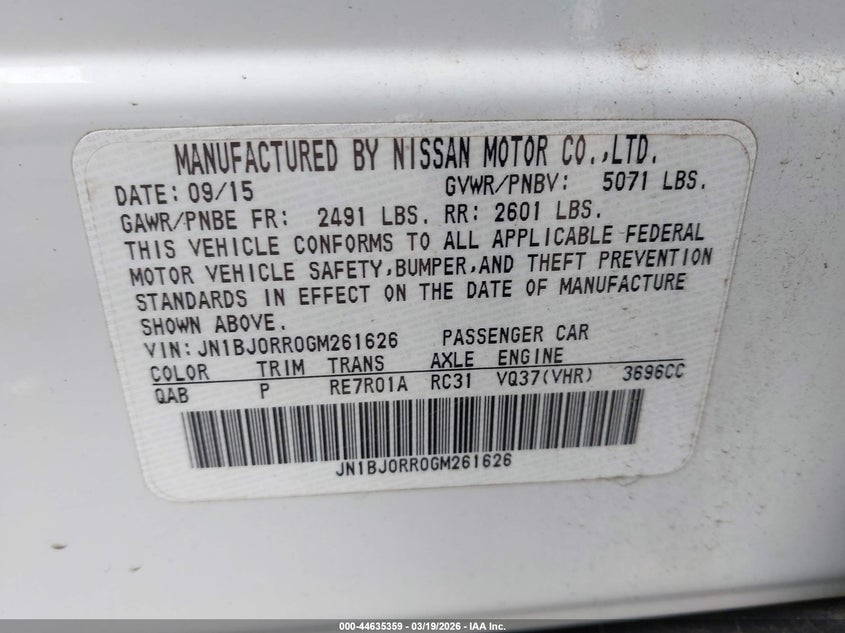 MANUFACTURED BY NISSAN MOTOR CO.,LTD.
DATE: 09/15 GVWR/PNBV: 5071 LBS.
GAWR/PNBE FR: 2491 LBS. RR: 2601 LBS.
THIS VEHICLE CONFORMS TO ALL APPLICABLE FEDERAL
MOTOR VEHICLE SAFETY,BUMPER,AND THEFT PREVENTION
STANDARDS IN EFFECT ON THE DATE OF MANUFACTURE
SHOWN ABOVE.
VIN: JN1BJ0RR0GM261626 PASSENGER CAR
COLOR TRIM TRANS AXLE ENGINE
QAB P RE7R01A RC31 VQ37(VHR) 3696CC
JN1BJ0RR0GM261626
000-44635359 — 03/19/2026 — IAA Inc.